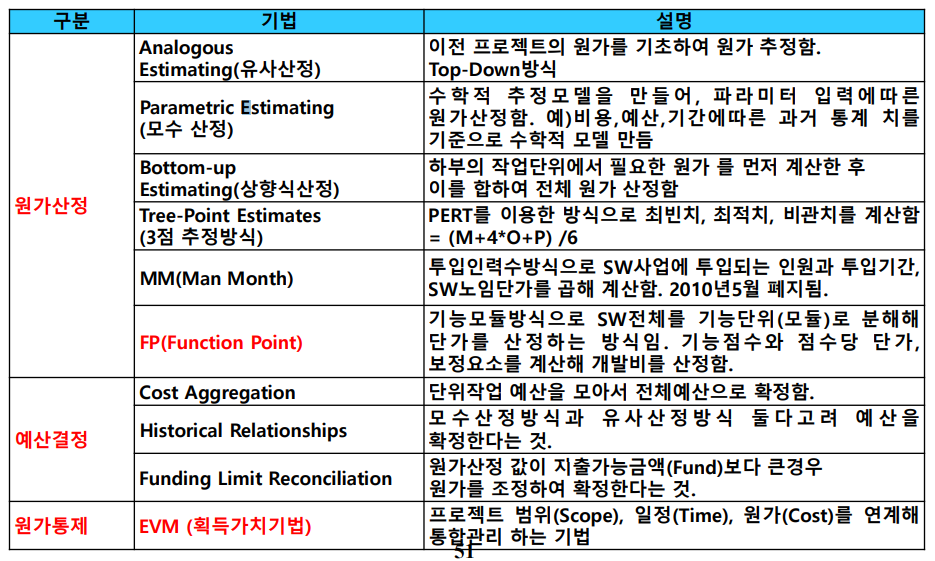 구분 기법 설명
원가산정
Analogous
Estimating(유사산정)
이전 프로젝트의 원가를 기초하여 원가 추정함.
Top-Down방식
Parametric Estimating
(모수 산정)
수학적 추정모델을 만들어, 파라미터 입력에따른
원가산정함. 예)비용,예산,기간에따른 과거 통계 치를
기준으로 수학적 모델 만듬
Bottom-up
Estimating(상향식산정)
하부의 작업단위에서 필요한 원가 를 먼저 계산한 후
이를 합하여 전체 원가 산정함
Tree-Point Estimates
(3점 추정방식)
PERT를 이용한 방식으로 최빈치, 최적치, 비관치를 계산함
= (M+4*O+P) /6
MM(Man Month)
투입인력수방식으로 SW사업에 투입되는 인원과 투입기간,
SW노임단가를 곱해 계산함. 2010년5월 폐지됨.
FP(Function Point)
기능모듈방식으로 SW전체를 기능단위(모듈)로 분해해
단가를 산정하는 방식임. 기능점수와 점수당 단가,
보정요소를 계산해 개발비를 산정함.
예산결정
Cost Aggregation
단위작업 예산을 모아서 전체예산으로 확정함.
Historical Relationships
모수산정방식과 유사산정방식 둘다고려 예산을
확정한다는 것.
Funding Limit Reconciliation
원가산정 값이 지출가능금액(Fund)보다 큰경우
원가를 조정하여 확정한다는 것.
원가통제
EVM (획득가치기법)
프로젝트 범위(Scope), 일정(Time), 원가(Cost)를 연계해
통합관리 하는 기법
51